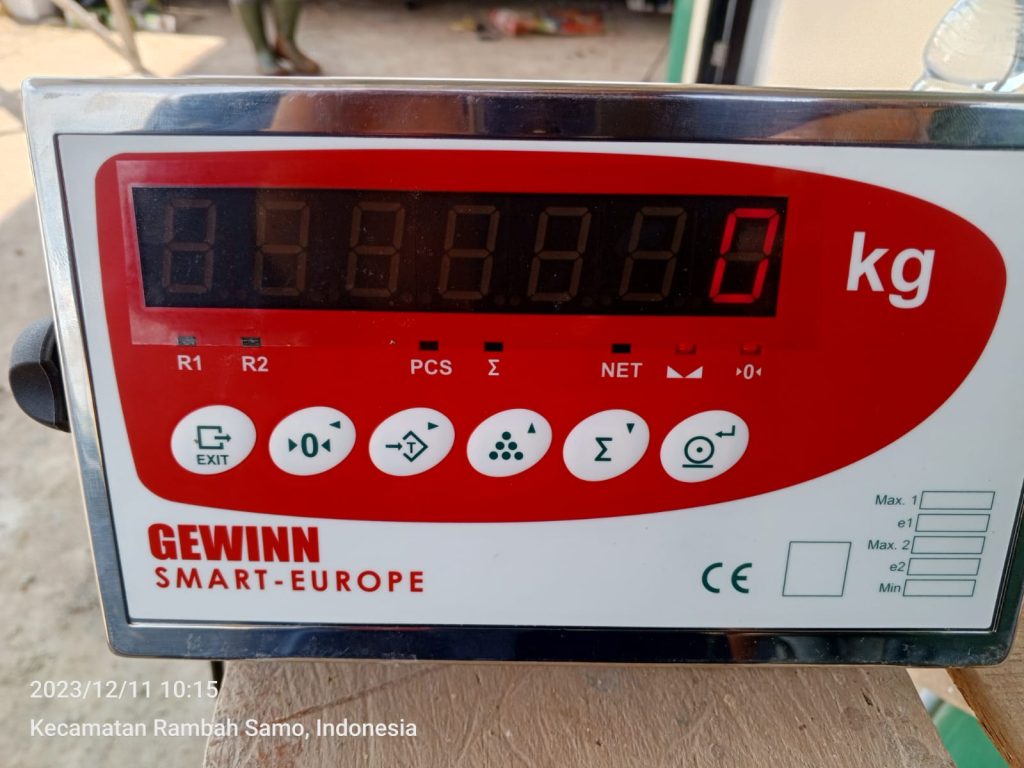 0
kg
R1 R2 PCS Σ NET ▸0◂
EXIT ▸0◂ T Σ
Max. 1
e1
GEWINN
Max. 2
SMART-EUROPE
CE
e2
Min
2023/12/11 10:15
Kecamatan Rambah Samo, Indonesia